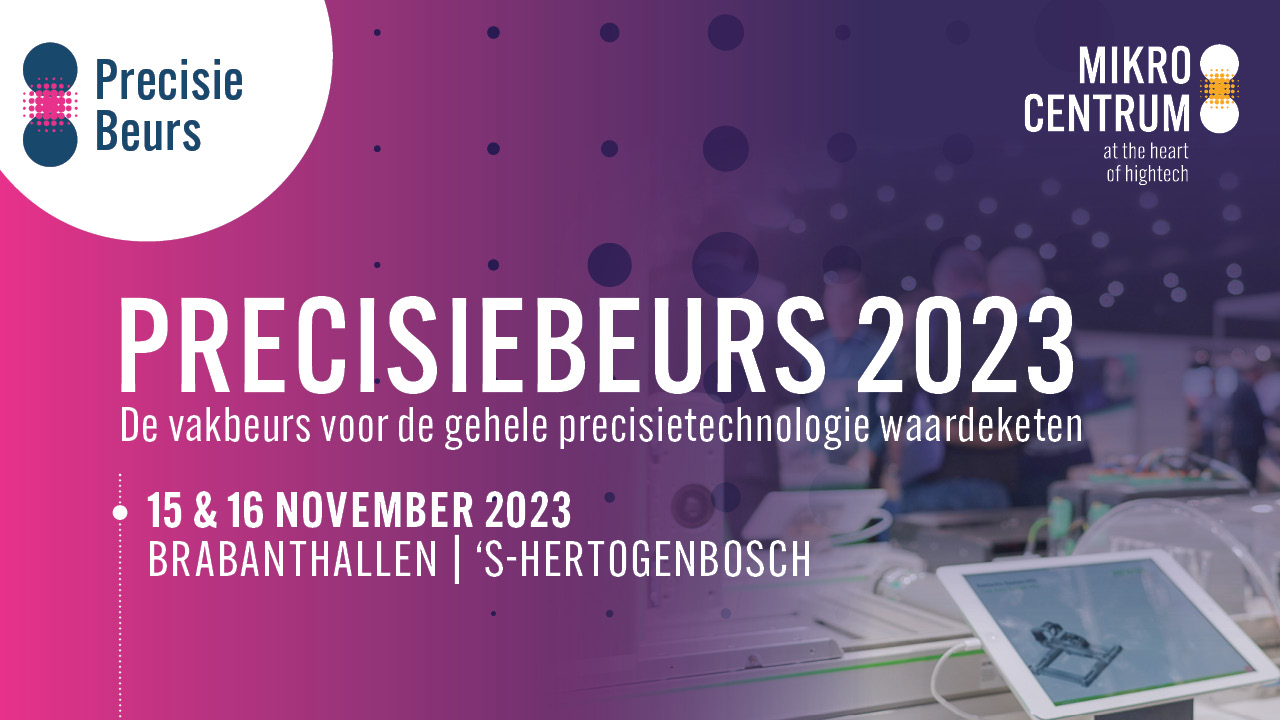 Precisie
Beurs
MIKRO
CENTRUM
at the heart
of hightech
PRECISIEBEURS 2023
De vakbeurs voor de gehele precisietechnologie waardeketen
15 & 16 NOVEMBER 2023
BRABANTHALLEN | ‘S-HERTOGENBOSCH